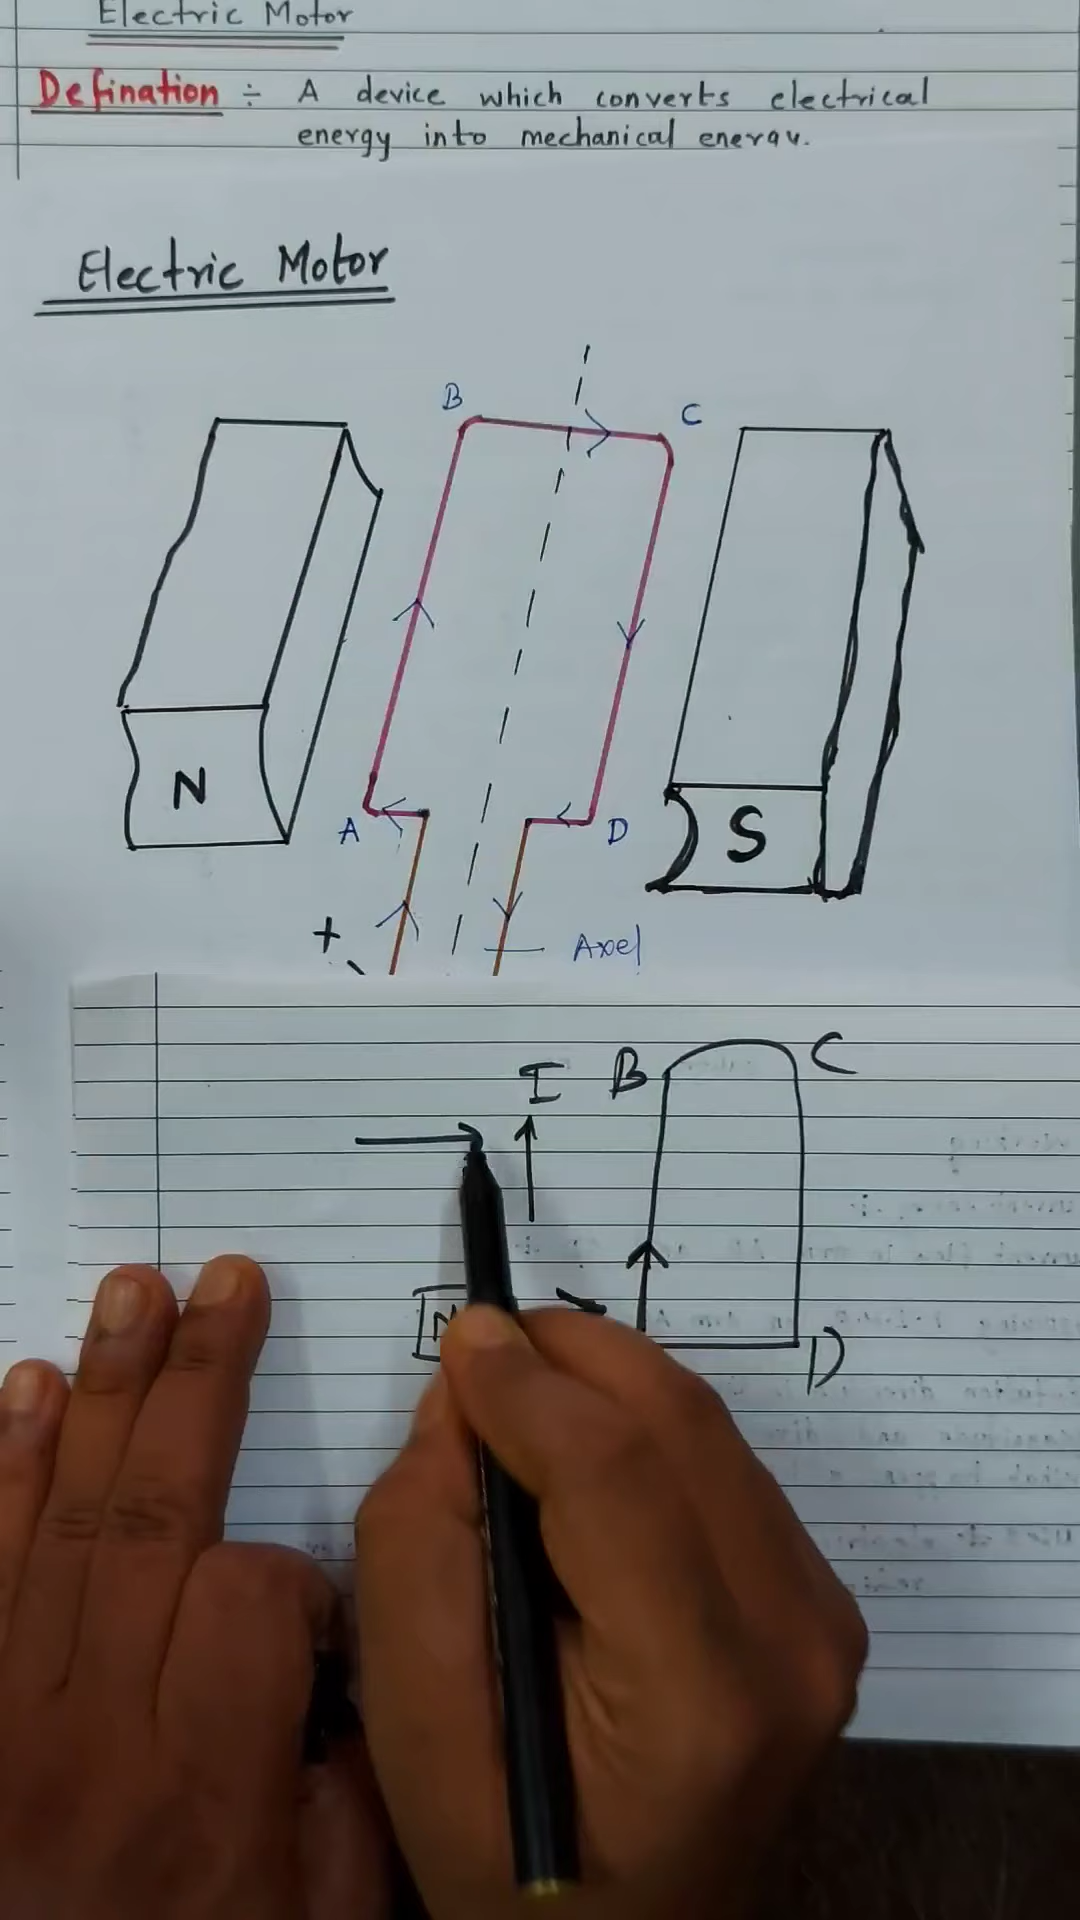 Electric Motor
Defination ÷ A device which converts electrical
energy into mechanical energy.
Electric Motor
B
C
N
A
D
S
+
Axel
I B C
N
D